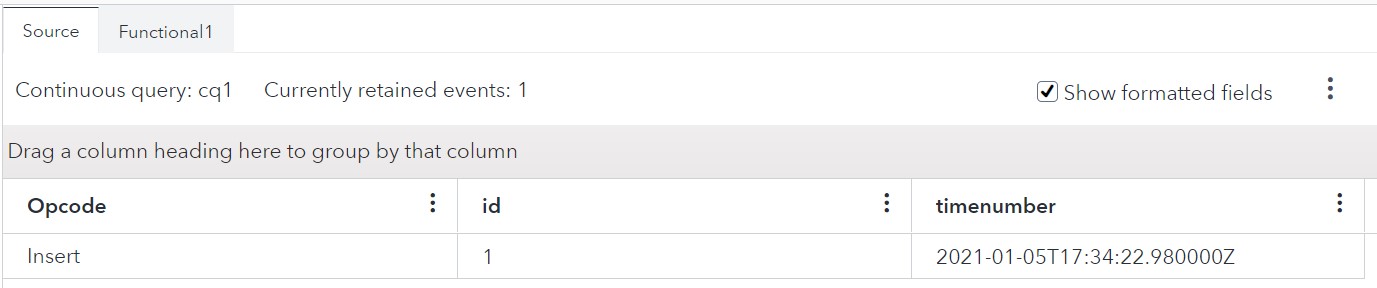 Source Functional1
Continuous query: cq1 Currently retained events: 1 Show formatted fields
Drag a column heading here to group by that column
Opcode id timenumber
Insert 1 2021-01-05T17:34:22.980000Z